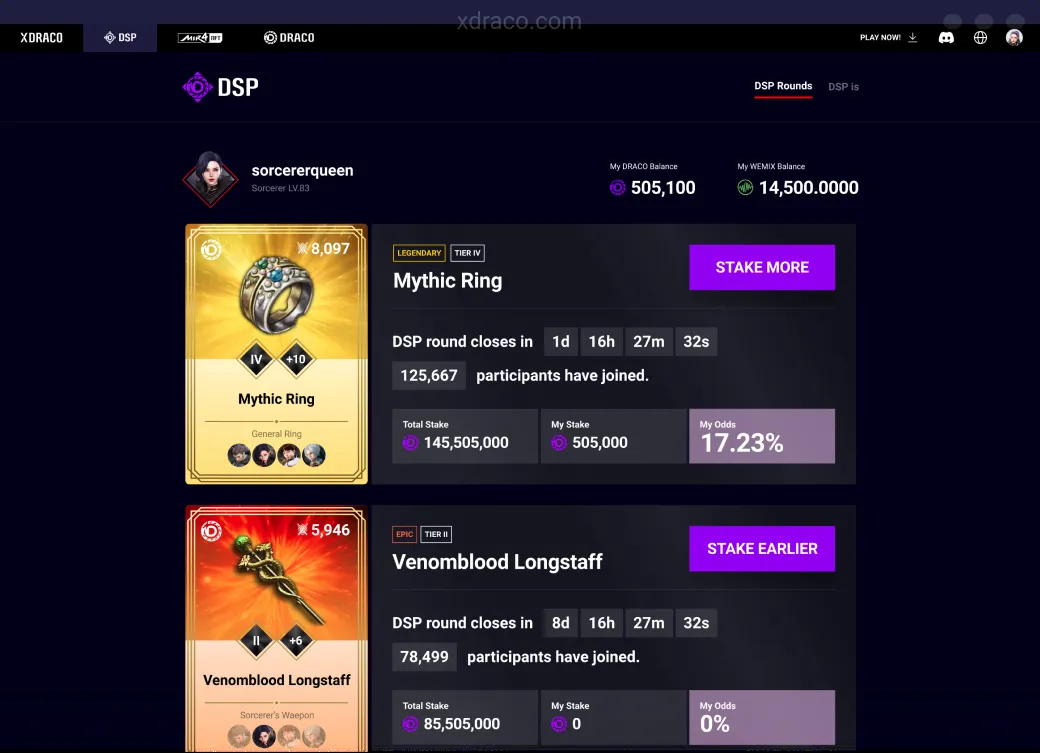 xdraco.com
XDRACO DSP MIR4 NFT DRACO PLAY NOW!
DSP DSP Rounds DSP is
sorcererqueen
Sorcerer LV.83
My DRACO Balance My WEMIX Balance
505,100 14,500.0000
8,097
IV +10
Mythic Ring
General Ring
LEGENDARY TIER IV
Mythic Ring
STAKE MORE
DSP round closes in 1d 16h 27m 32s
125,667 participants have joined.
Total Stake My Stake My Odds
145,505,000 505,000 17.23%
5,946
II +6
Venomblood Longstaff
Sorcerer's Waepon
EPIC TIER II
Venomblood Longstaff
STAKE EARLIER
DSP round closes in 8d 16h 27m 32s
78,499 participants have joined.
Total Stake My Stake My Odds
85,505,000 0 0%